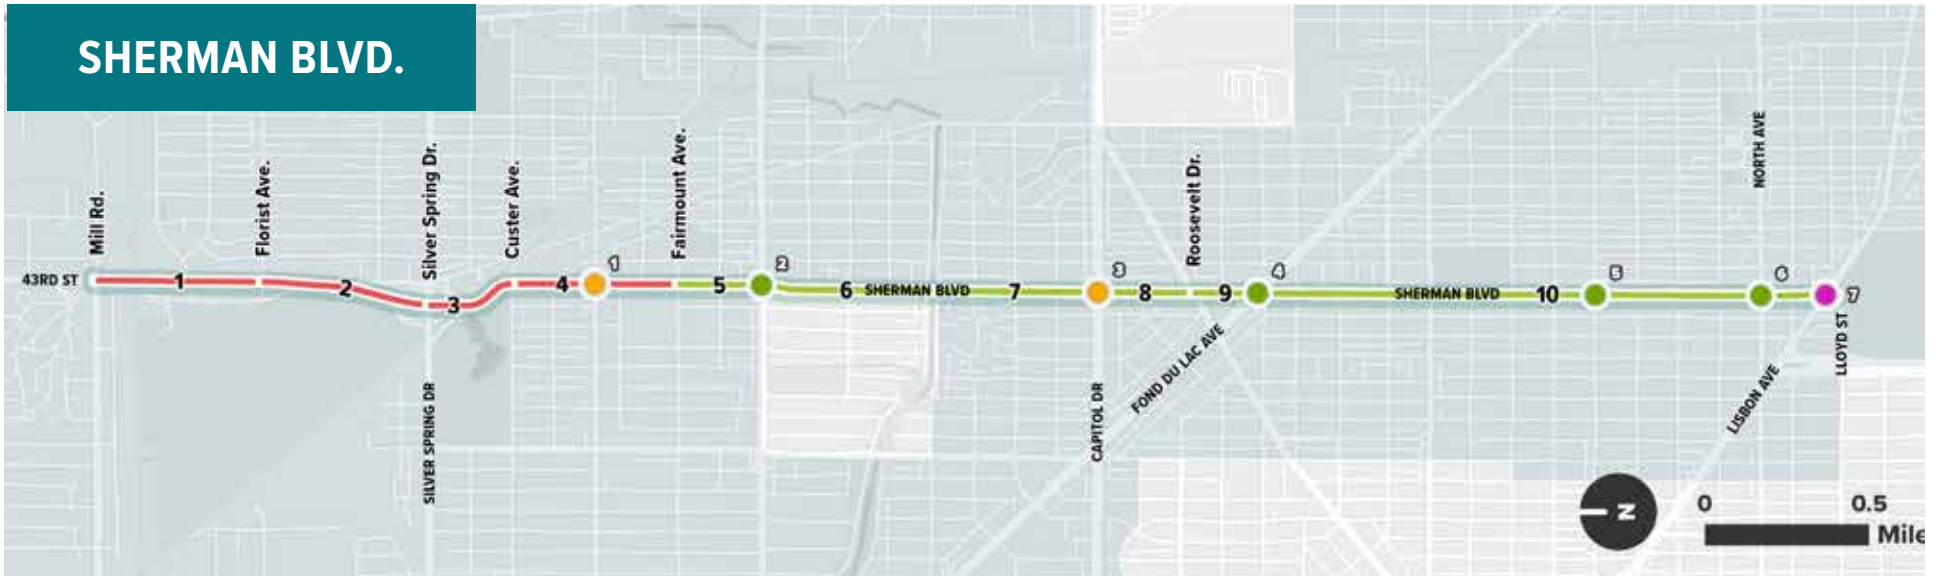 SHERMAN BLVD.
Mill Rd.
Florist Ave.
Silver Spring Dr.
Custer Ave.
Fairmount Ave.
Roosevelt Dr.
NORTH AVE
43RD ST
1
2
3
4
1
5
2
6
SHERMAN BLVD
7
3
8
9
4
SHERMAN BLVD
10
5
6
7
SILVER SPRING DR
CAPITOL DR
FOND DU LAC AVE
LISBON AVE
LLOYD ST
N
0
0.5
Mile